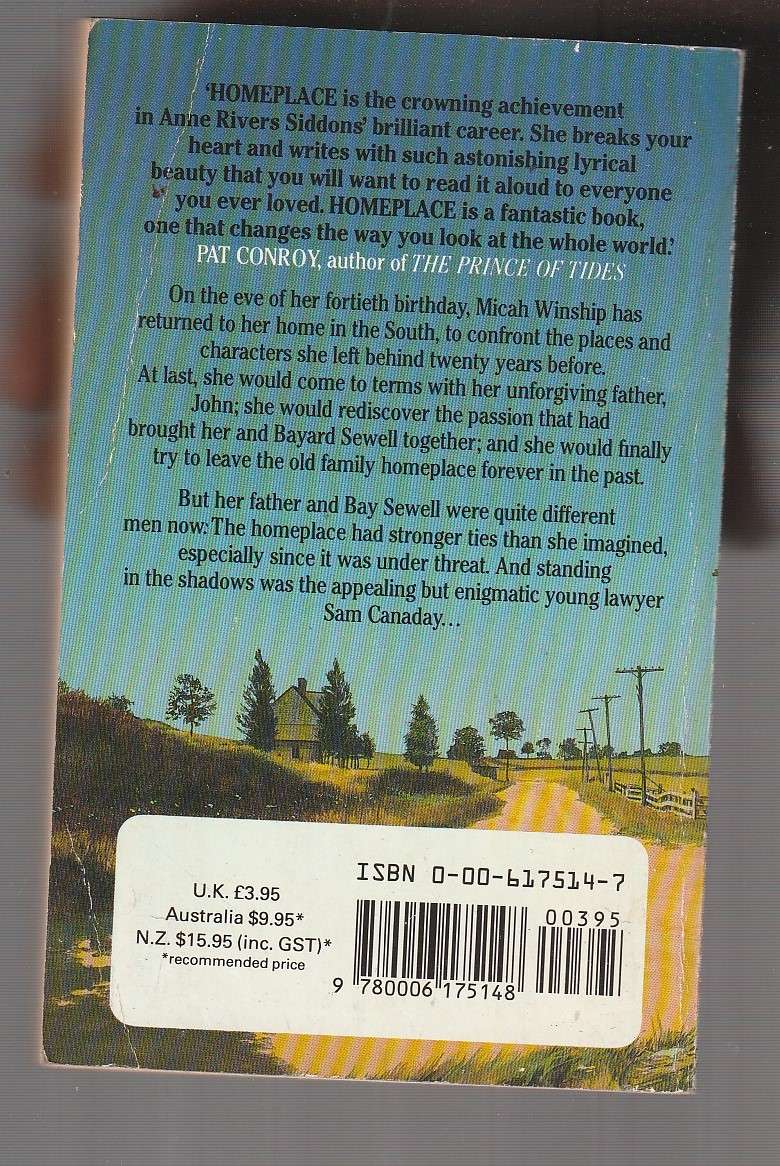 ‘HOMEPLACE is the crowning achievement
in Anne Rivers Siddons’ brilliant career. She breaks your
heart and writes with such astonishing lyrical
beauty that you will want to read it aloud to everyone
you ever loved. HOMEPLACE is a fantastic book,
one that changes the way you look at the whole world.’
PAT CONROY, author of THE PRINCE OF TIDES
On the eve of her fortieth birthday, Micah Winship has
returned to her home in the South, to confront the places and
characters she left behind twenty years before.
At last, she would come to terms with her unforgiving father,
John; she would rediscover the passion that had
brought her and Bayard Sewell together; and she would finally
try to leave the old family homeplace forever in the past.
But her father and Bay Sewell were quite different
men now: The homeplace had stronger ties than she imagined,
especially since it was under threat. And standing
in the shadows was the appealing but enigmatic young lawyer
Sam Canaday...
U.K. £3.95
Australia $9.95*
N.Z. $15.95 (inc. GST)*
*recommended price
ISBN 0-00-617514-7
00395
9 780006 175148